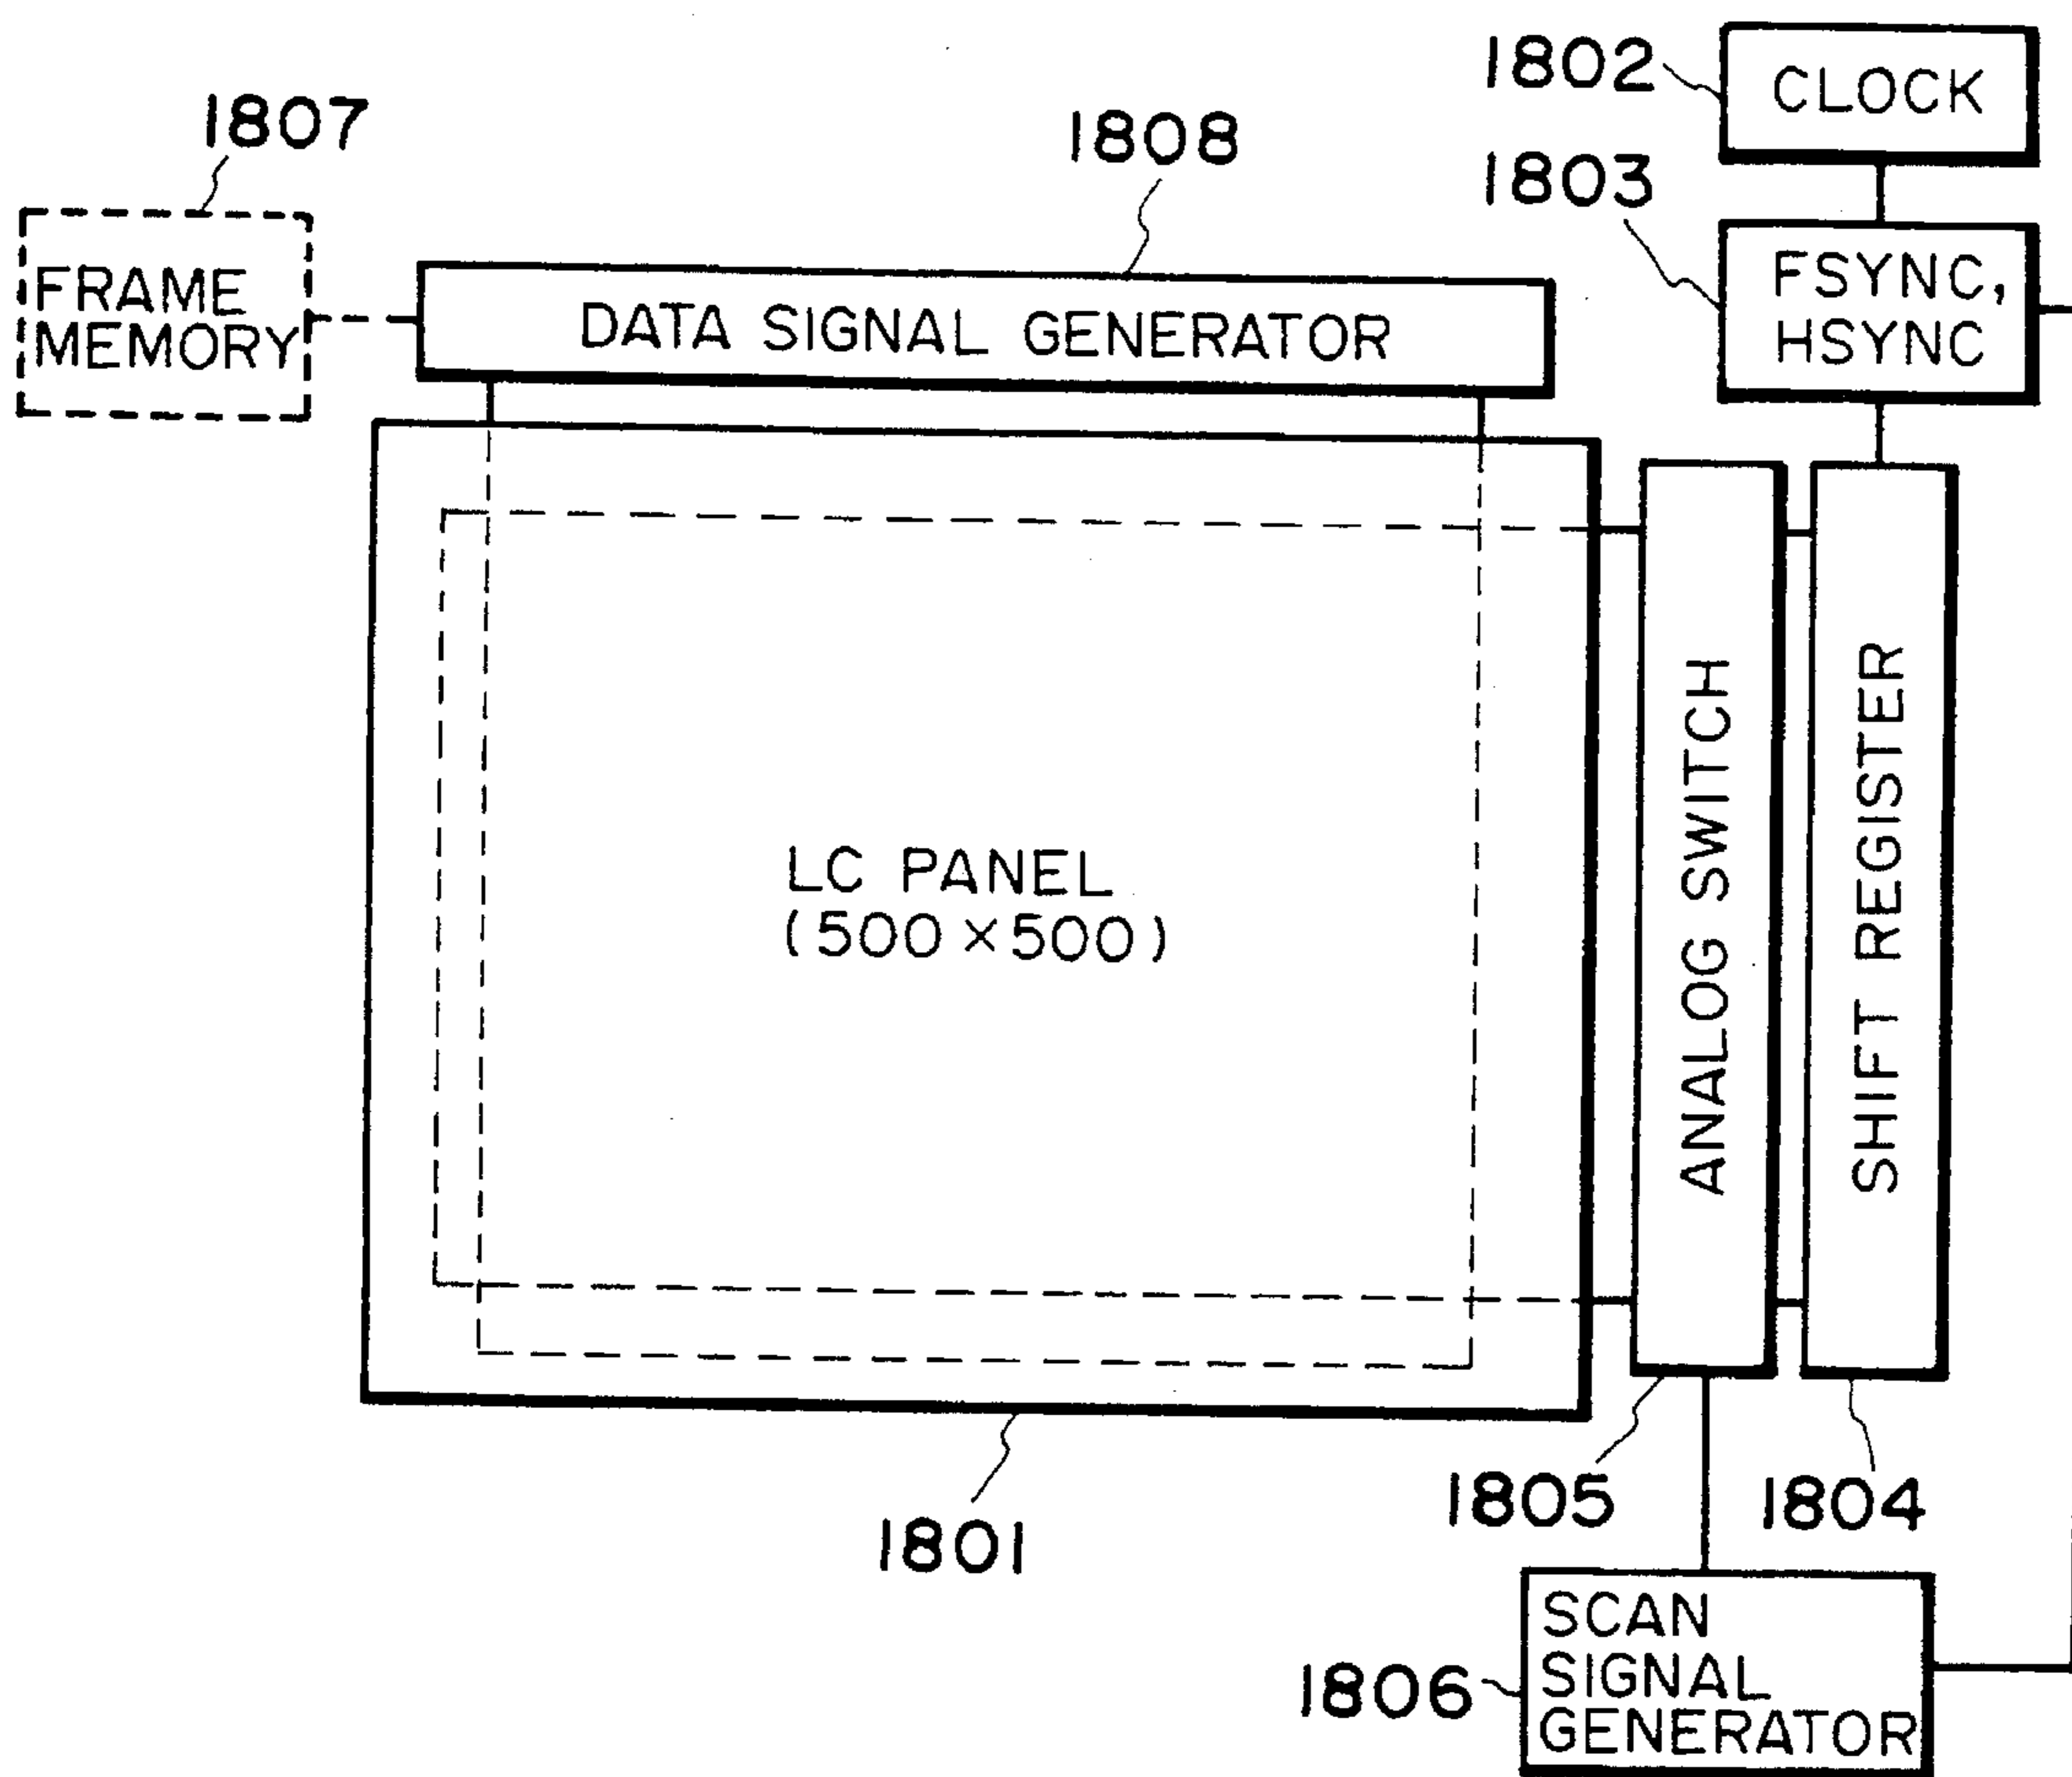 1802
CLOCK
1807
1808
1803
FSYNC,
HSYNC
FRAME
MEMORY
DATA SIGNAL GENERATOR
LC PANEL
(500×500)
ANALOG SWITCH
SHIFT REGISTER
1801
1805
1804
1806
SCAN
SIGNAL
GENERATOR